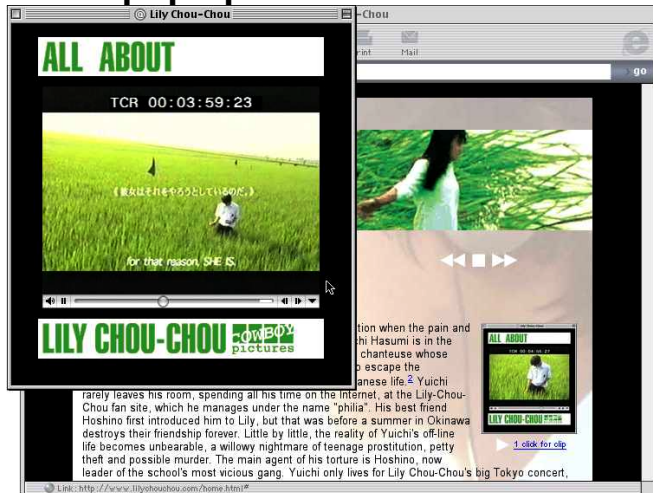 Lily Chou-Chou
-Chou
Print
Mail
go
ALL ABOUT
TCR 00:03:59:23
《彼女はそれをやろうとしているのだ。》
for that reason, SHE IS.
LILY CHOU-CHOU COWBOY pictures
tion when the pain and
chi Hasumi is in the
chanteuse whose
o escape the
anese life.2 Yuichi
rarely leaves his room, spending all his time on the Internet, at the Lily-Chou-
Chou fan site, which he manages under the name "philia". His best friend
Hoshino first introduced him to Lily, but that was before a summer in Okinawa
destroys their friendship forever. Little by little, the reality of Yuichi's off-line
life becomes unbearable, a willowy nightmare of teenage prostitution, petty
theft and possible murder. The main agent of his torture is Hoshino, now
leader of the school's most vicious gang. Yuichi only lives for Lily Chou-Chou's big Tokyo concert,
ALL ABOUT
LILY CHOU-CHOU
1 click for clip
Link: http://www.lilychouchou.com/home.html#